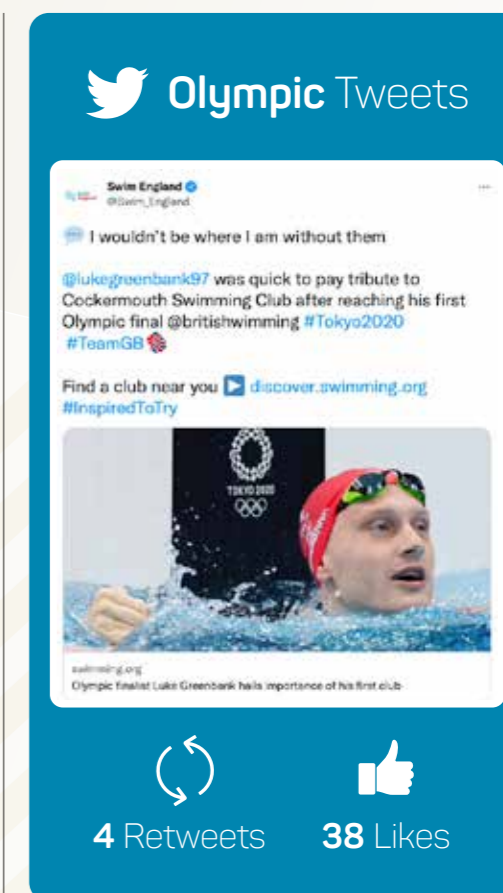 Olympic Tweets
Swim England
@Swim_England
I wouldn't be where I am without them
@lukegreenbank97 was quick to pay tribute to
Cockermouth Swimming Club after reaching his first
Olympic final @britishwimming #Tokyo2020
#TeamGB
Find a club near you discover.swimming.org
#InspiredToTry
TOKYO 2020
swimming.org
Olympic finalist Luke Greenbank hails importance of his first club
4 Retweets
38 Likes